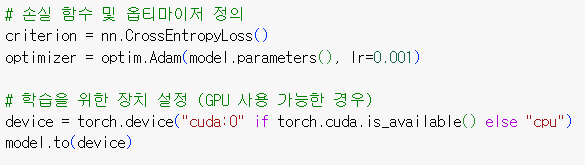 # 손실 함수 및 옵티마이저 정의
criterion = nn.CrossEntropyLoss()
optimizer = optim.Adam(model.parameters(), lr=0.001)
# 학습을 위한 장치 설정 (GPU 사용 가능한 경우)
device = torch.device("cuda:0" if torch.cuda.is_available() else "cpu")
model.to(device)